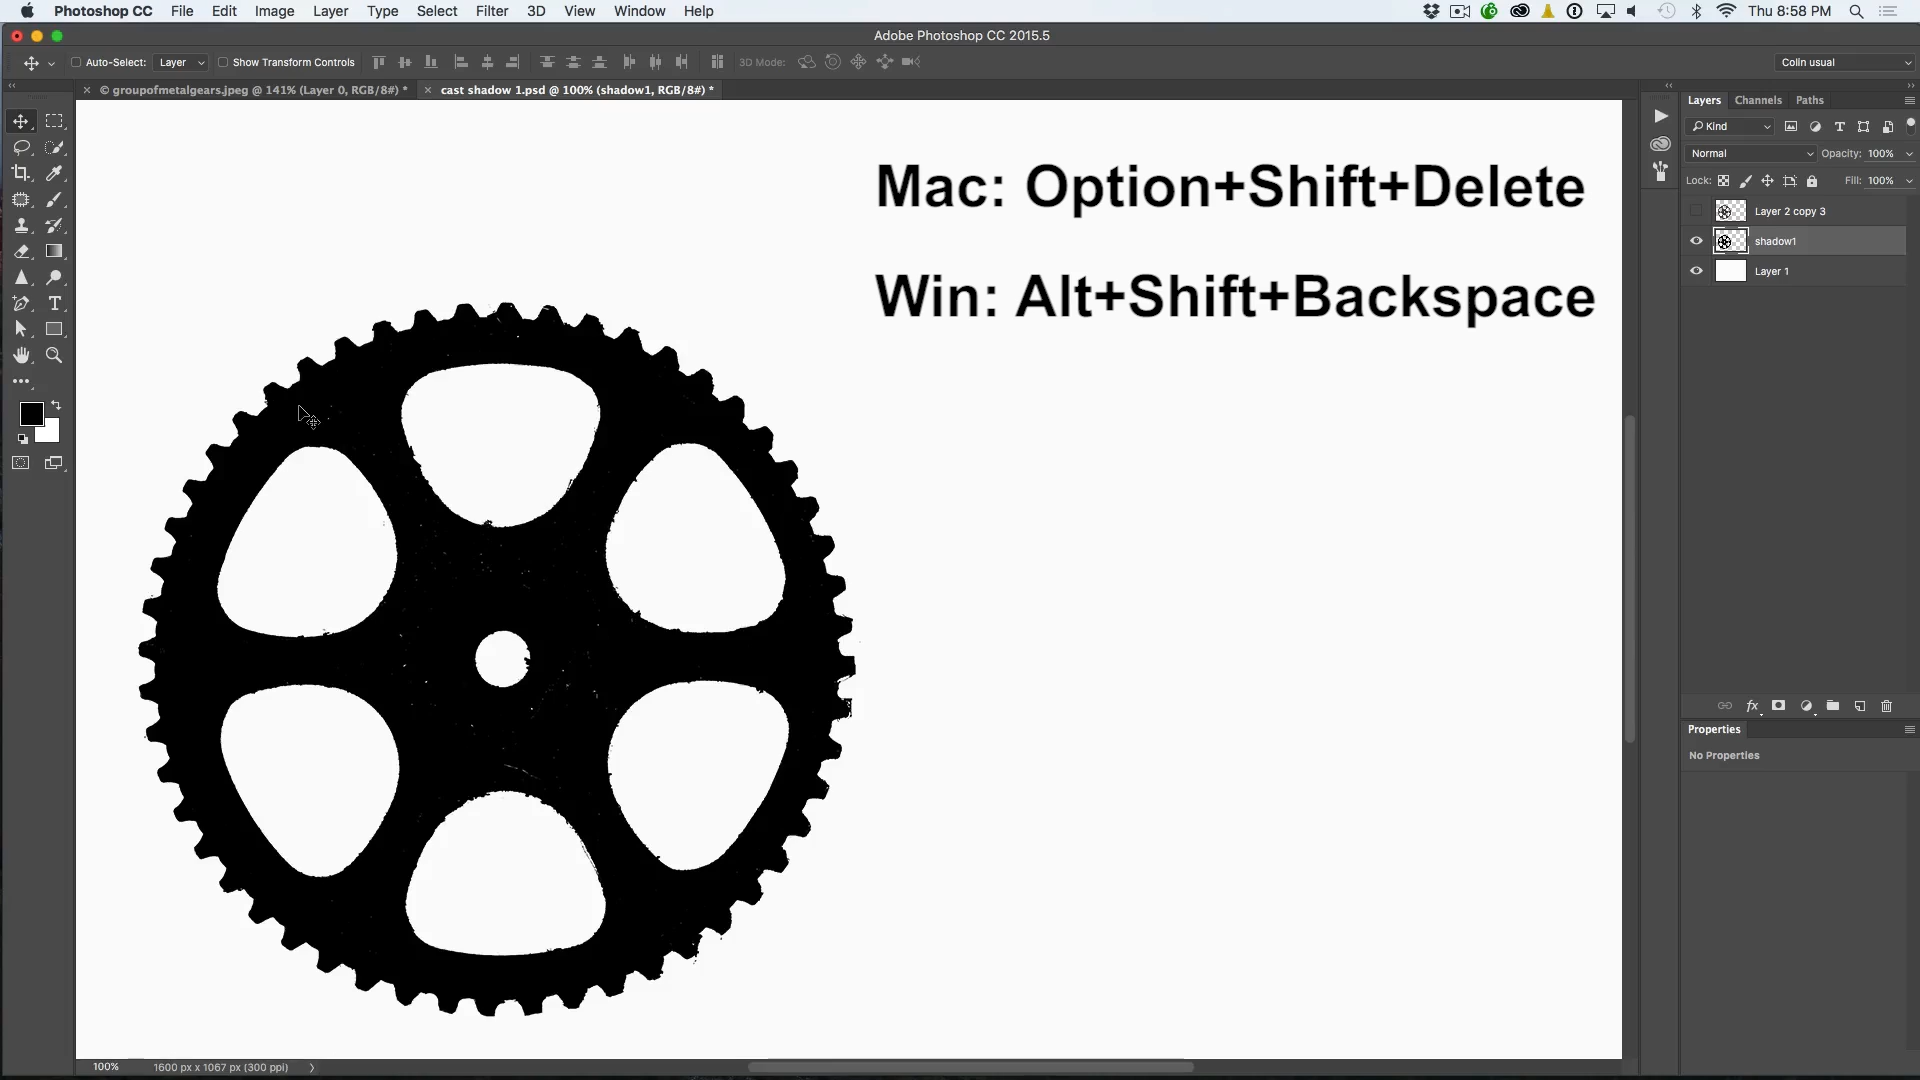 Photoshop CC File Edit Image Layer Type Select Filter 3D View Window Help Thu 8:58 PM
Adobe Photoshop CC 2015.5
Auto-Select: Layer Show Transform Controls 3D Mode: Colin usual
× © groupofmetalgears.jpeg @ 141% (Layer 0, RGB/8#) * × cast shadow 1.psd @ 100% (shadow1, RGB/8#) *
Layers Channels Paths
Kind
Normal Opacity: 100%
Lock: Fill: 100%
Layer 2 copy 3
shadow1
Layer 1
Mac: Option+Shift+Delete
Win: Alt+Shift+Backspace
Properties
No Properties
100% 1600 px x 1067 px (300 ppi)